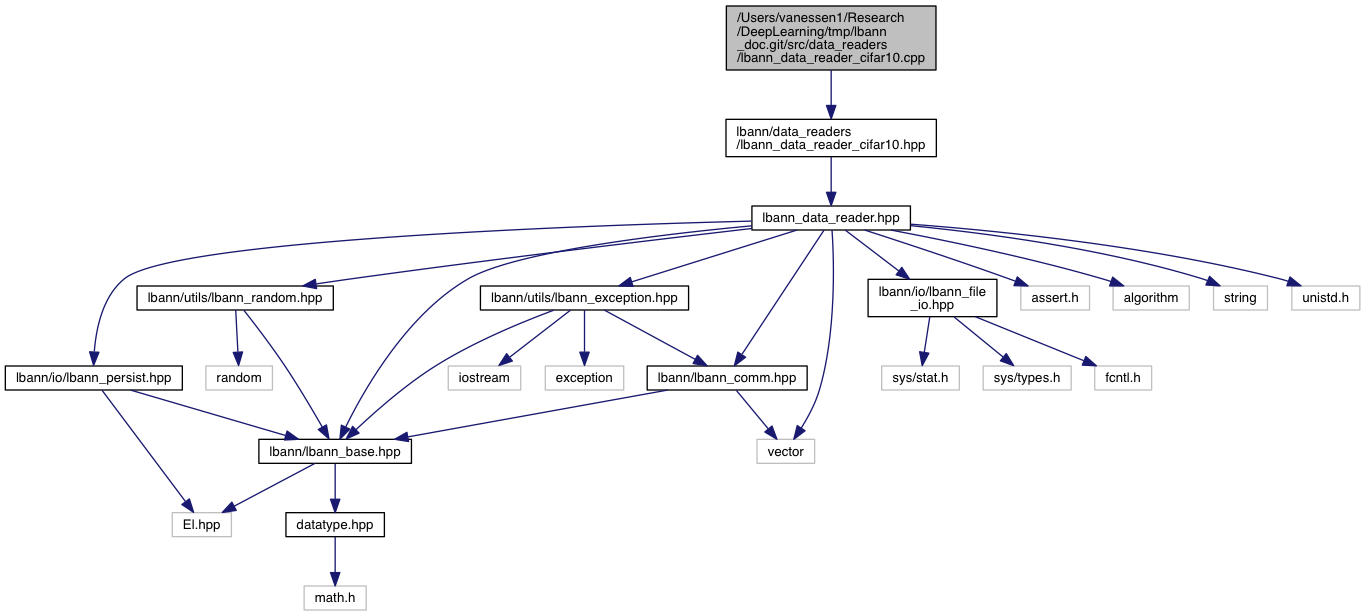 /Users/vanessen1/Research
/DeepLearning/tmp/lbann
_doc.git/src/data_readers
/lbann_data_reader_cifar10.cpp
lbann/data_readers
/lbann_data_reader_cifar10.hpp
lbann_data_reader.hpp
lbann/utils/lbann_random.hpp
lbann/utils/lbann_exception.hpp
lbann/io/lbann_file
_io.hpp
assert.h
algorithm
string
unistd.h
lbann/io/lbann_persist.hpp
random
iostream
exception
lbann/lbann_comm.hpp
sys/stat.h
sys/types.h
fcntl.h
lbann/lbann_base.hpp
vector
El.hpp
datatype.hpp
math.h